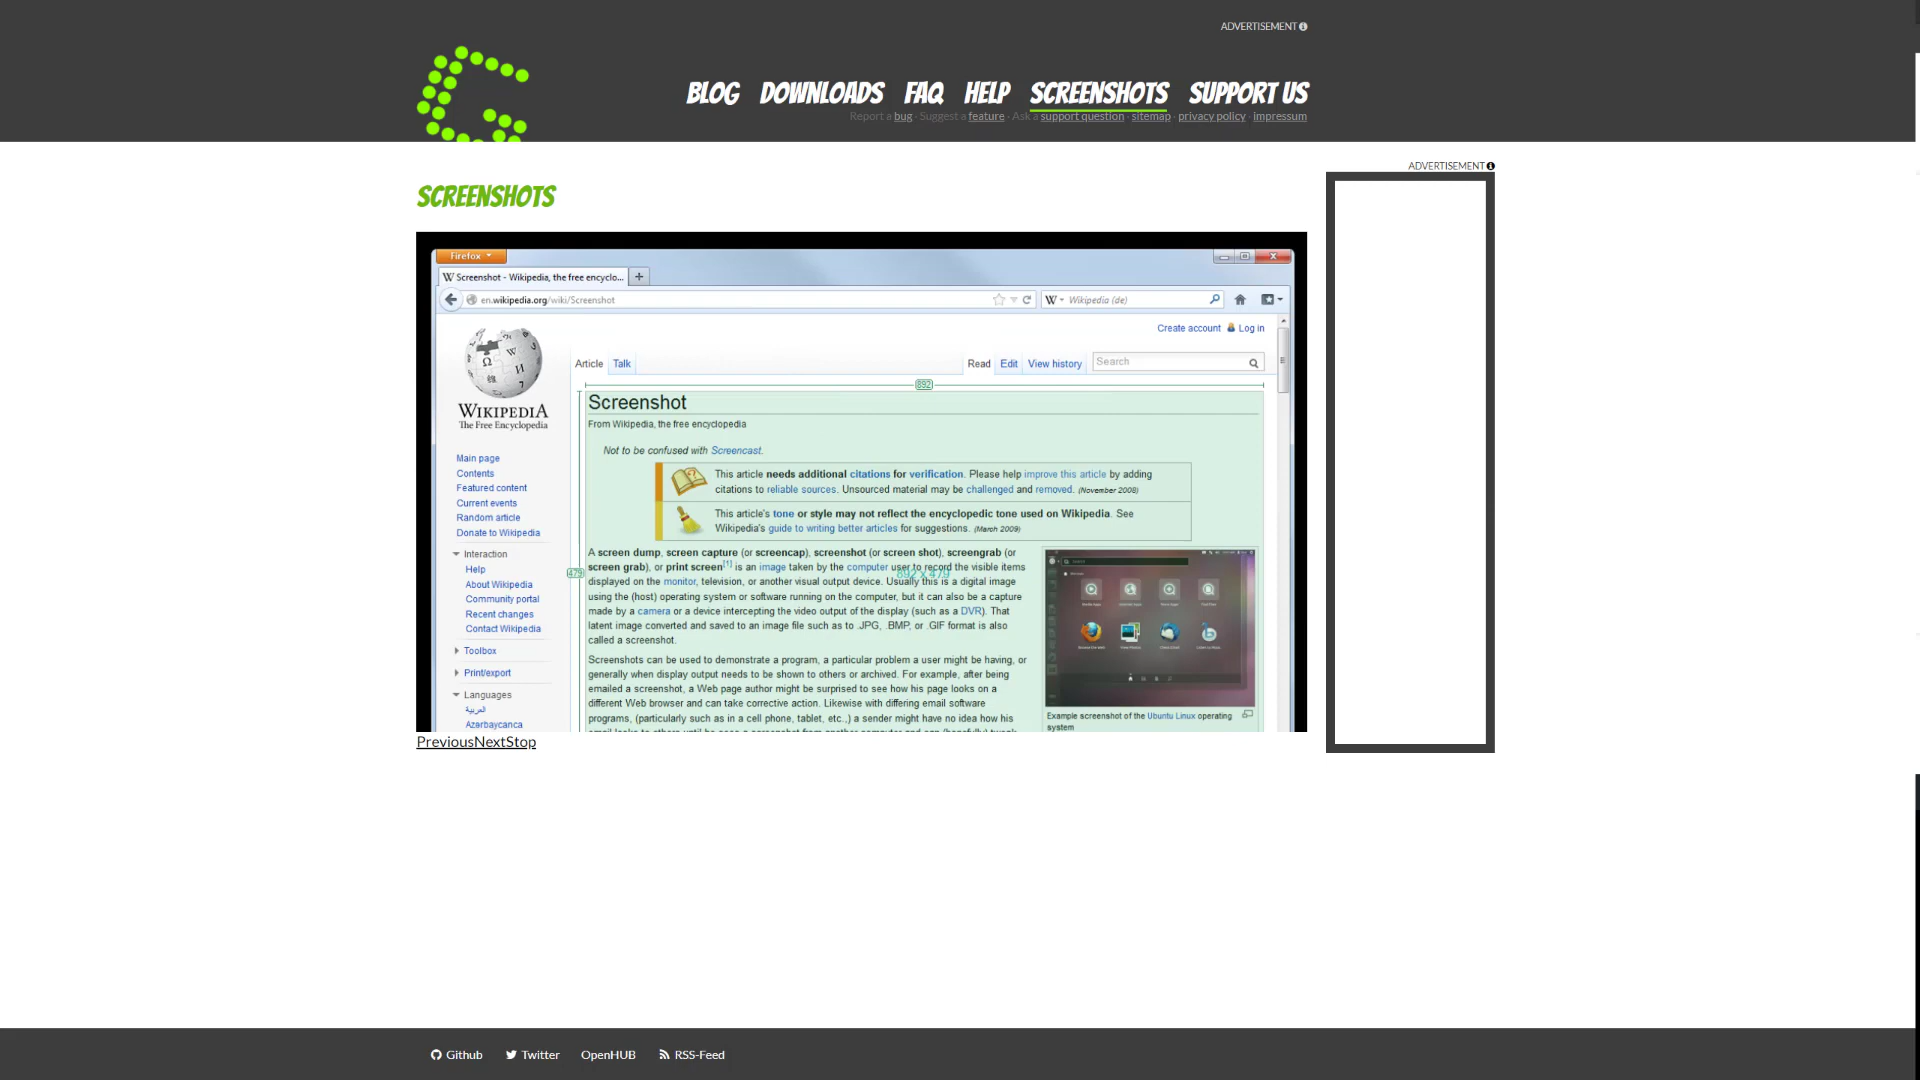 ADVERTISEMENT
BLOG DOWNLOADS FAQ HELP SCREENSHOTS SUPPORT US
Report a bug · Suggest a feature · Ask a support question · sitemap · privacy policy · impressum
ADVERTISEMENT
SCREENSHOTS
Firefox
Screenshot - Wikipedia, the free encyclo...
en.wikipedia.org/wiki/Screenshot
Wikipedia (de)
Create account Log in
Article Talk
Read Edit View history Search
892
WIKIPEDIA
The Free Encyclopedia
Main page
Contents
Featured content
Current events
Random article
Donate to Wikipedia
Interaction
Help
About Wikipedia
Community portal
Recent changes
Contact Wikipedia
Toolbox
Print/export
Languages
العربية
Azərbaycanca
479
Screenshot
From Wikipedia, the free encyclopedia
Not to be confused with Screencast.
This article needs additional citations for verification. Please help improve this article by adding
citations to reliable sources. Unsourced material may be challenged and removed. (November 2008)
This article's tone or style may not reflect the encyclopedic tone used on Wikipedia. See
Wikipedia's guide to writing better articles for suggestions. (March 2009)
A screen dump, screen capture (or screencap), screenshot (or screen shot), screengrab (or
screen grab), or print screen[1] is an image taken by the computer user to record the visible items
892 x 479
displayed on the monitor, television, or another visual output device. Usually this is a digital image
using the (host) operating system or software running on the computer, but it can also be a capture
made by a camera or a device intercepting the video output of the display (such as a DVR). That
latent image converted and saved to an image file such as to .JPG, .BMP, or .GIF format is also
called a screenshot.
Screenshots can be used to demonstrate a program, a particular problem a user might be having, or
generally when display output needs to be shown to others or archived. For example, after being
emailed a screenshot, a Web page author might be surprised to see how his page looks on a
different Web browser and can take corrective action. Likewise with differing email software
programs, (particularly such as in a cell phone, tablet, etc.,) a sender might have no idea how his
Example screenshot of the Ubuntu Linux operating
system
PreviousNextStop
Github Twitter OpenHUB RSS-Feed